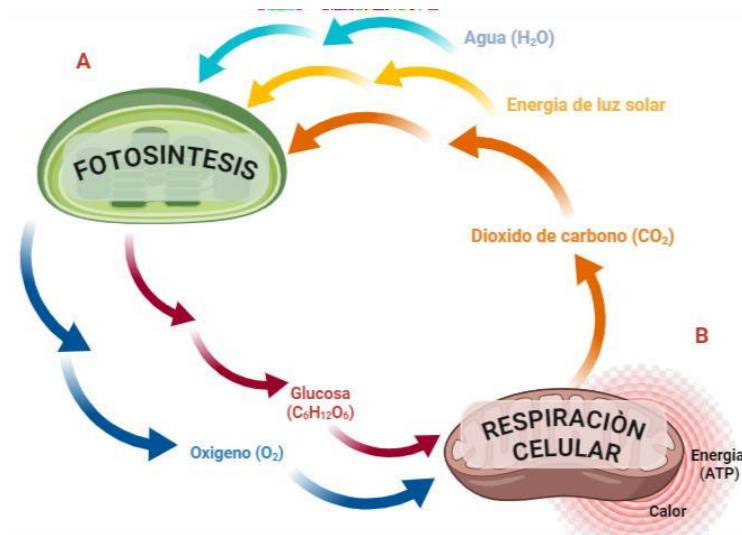 Agua (H₂O)
A
Energia de luz solar
FOTOSINTESIS
Dioxido de carbono (CO₂)
B
Glucosa
(C₆H₁₂O₆)
RESPIRACIÒN
CELULAR
Oxigeno (O₂)
Energia
(ATP)
Calor